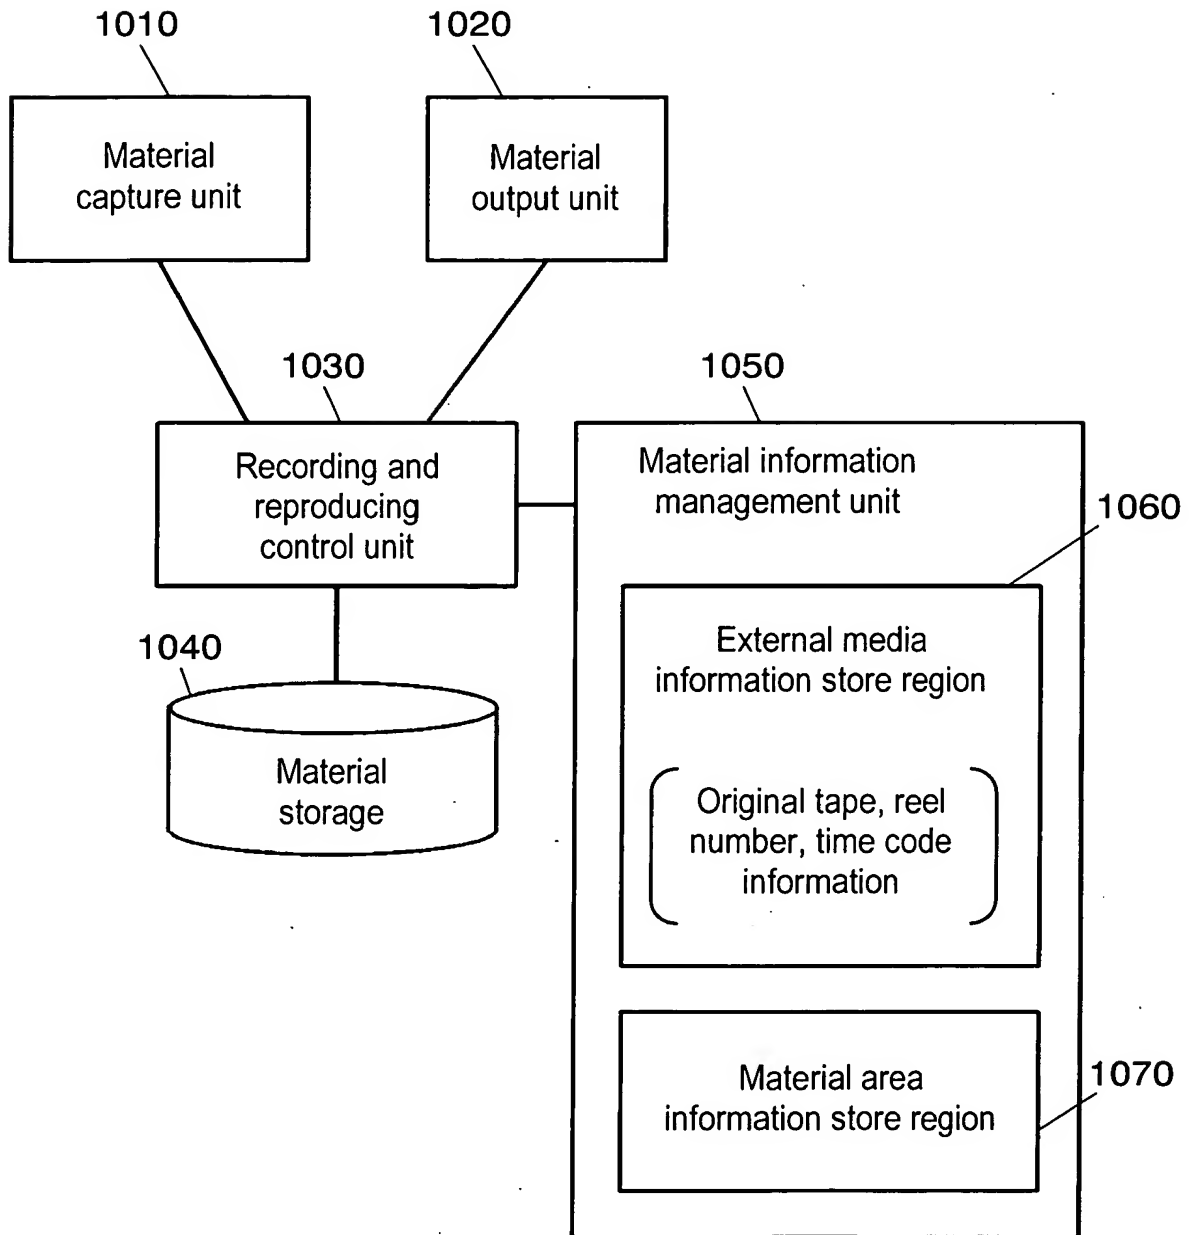 1010
1020
Material
capture unit
Material
output unit
1030
1050
Recording and
reproducing
control unit
Material information
management unit
1060
1040
External media
information store region
Material
storage
Original tape, reel
number, time code
information
1070
Material area
information store region